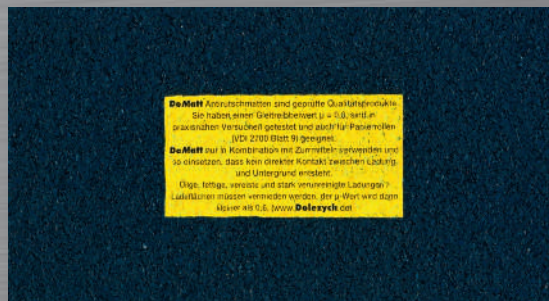 DoMatt Antirutschmatten sind geprüfte Qualitätsprodukte.
Sie haben einen Gleitreibbeiwert µ = 0,6, sind in
praxisnahen Versuchen getestet und auch für Papierrollen
(VDI 2700 Blatt 9) geeignet.
DoMatt nur in Kombination mit Zurrmitteln verwenden und
so einsetzen, dass kein direkter Kontakt zwischen Ladung
und Untergrund entsteht.
Ölige, fettige, vereiste und stark verunreinigte Ladungen /
Ladeflächen müssen vermieden werden, der µ-Wert wird dann
kleiner als 0,6. (www.Dolezych.de)